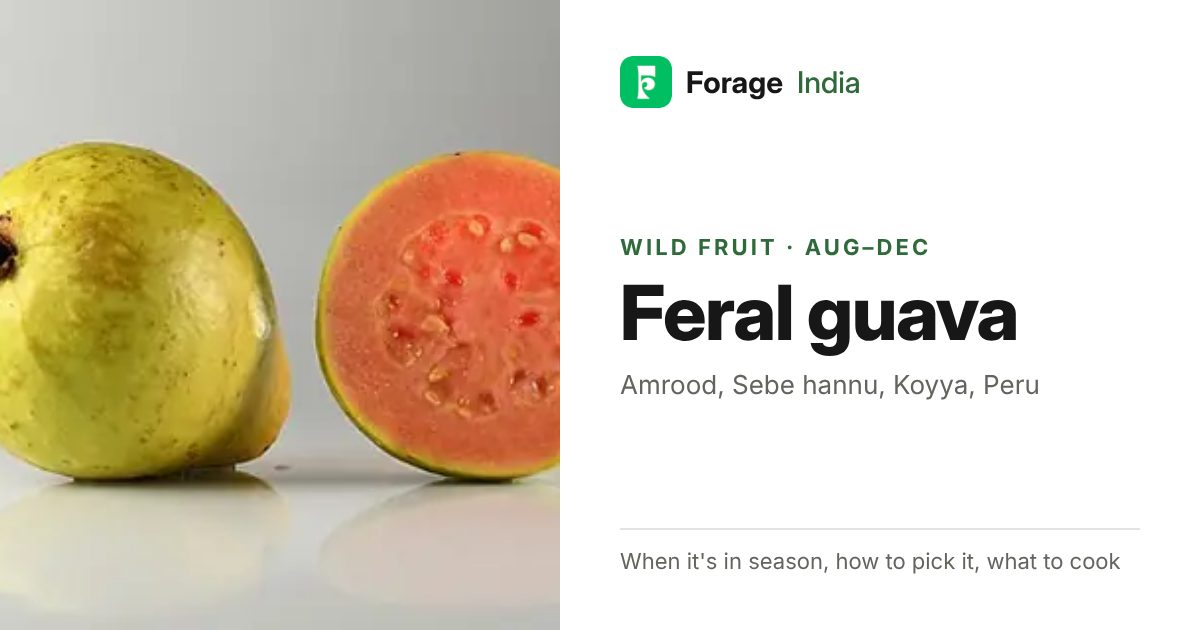 Forage India
WILD FRUIT · AUG–DEC
Feral guava
Amrood, Sebe hannu, Koyya, Peru
When it's in season, how to pick it, what to cook